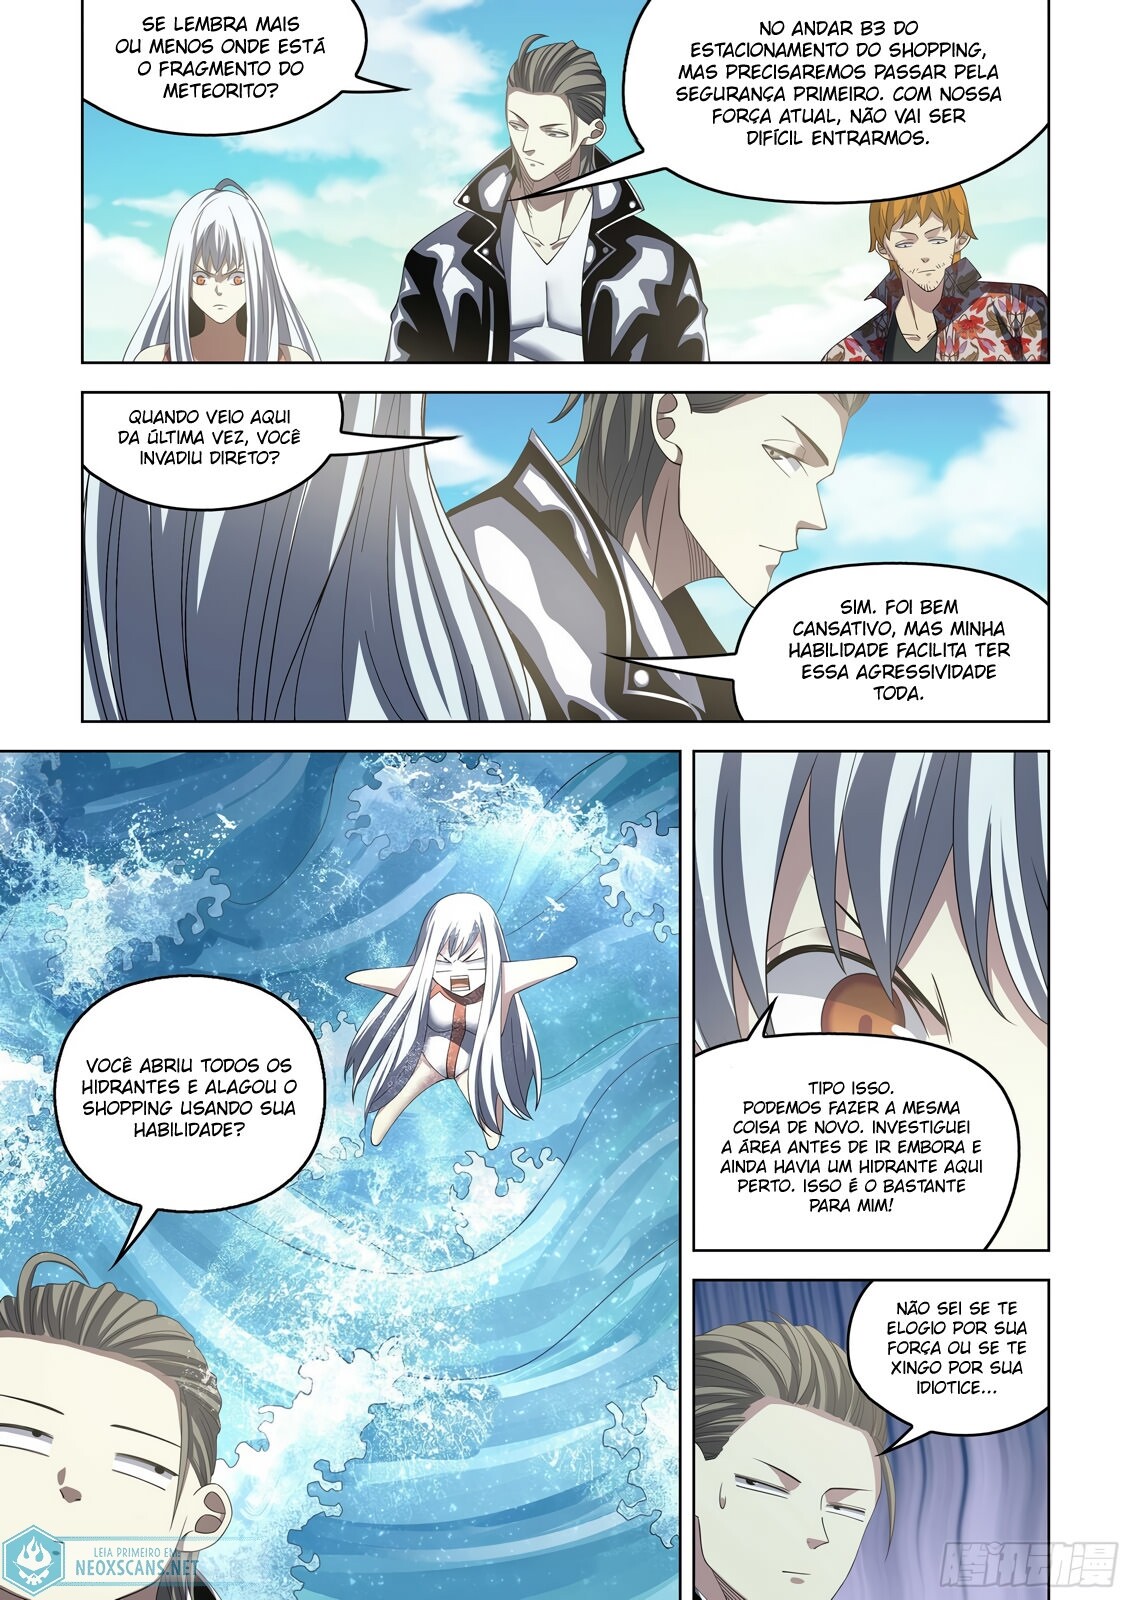 SE LEMBRA MAIS
OU MENOS ONDE ESTÁ
O FRAGMENTO DO
METEORITO?
NO ANDAR B3 DO
ESTACIONAMENTO DO SHOPPING,
MAS PRECISAREMOS PASSAR PELA
SEGURANÇA PRIMEIRO. COM NOSSA
FORÇA ATUAL, NÃO VAI SER
DIFÍCIL ENTRARMOS.
QUANDO VEIO AQUI
DA ÚLTIMA VEZ, VOCÊ
INVADIU DIRETO?
SIM. FOI BEM
CANSATIVO, MAS MINHA
HABILIDADE FACILITA TER
ESSA AGRESSIVIDADE
TODA.
VOCÊ ABRIU TODOS OS
HIDRANTES E ALAGOU O
SHOPPING USANDO SUA
HABILIDADE?
TIPO ISSO.
PODEMOS FAZER A MESMA
COISA DE NOVO. INVESTIGUEI
A ÁREA ANTES DE IR EMBORA E
AINDA HAVIA UM HIDRANTE AQUI
PERTO. ISSO É O BASTANTE
PARA MIM!
NÃO SEI SE TE
ELOGIO POR SUA
FORÇA OU SE TE
XINGO POR SUA
IDIOTICE...
LEIA PRIMEIRO EM:
NEOXSCANS.NET
腾讯动漫